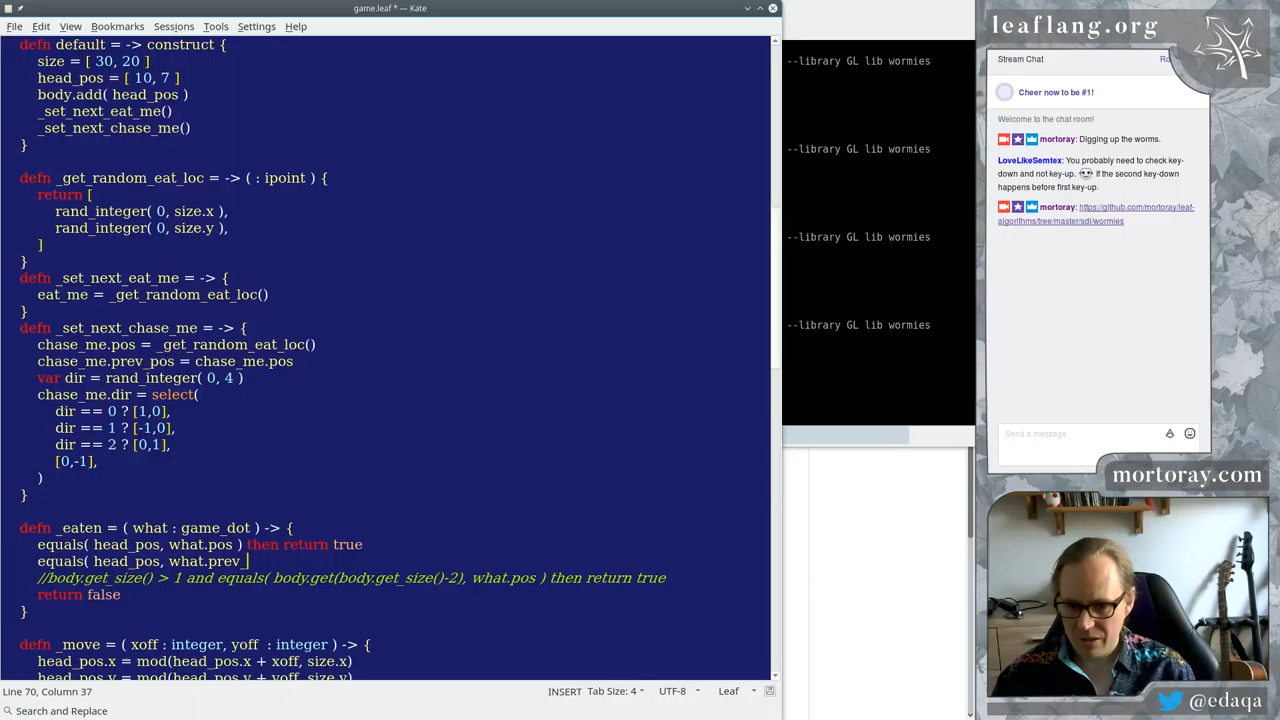 game.leaf * — Kate
File Edit View Bookmarks Sessions Tools Settings Help
defn default = -> construct {
size = [ 30, 20 ]
head_pos = [ 10, 7 ]
body.add( head_pos )
_set_next_eat_me()
_set_next_chase_me()
}
defn _get_random_eat_loc = -> ( : ipoint ) {
return [
rand_integer( 0, size.x ),
rand_integer( 0, size.y ),
]
}
defn _set_next_eat_me = -> {
eat_me = _get_random_eat_loc()
}
defn _set_next_chase_me = -> {
chase_me.pos = _get_random_eat_loc()
chase_me.prev_pos = chase_me.pos
var dir = rand_integer( 0, 4 )
chase_me.dir = select(
dir == 0 ? [1,0],
dir == 1 ? [-1,0],
dir == 2 ? [0,1],
[0,-1],
)
}
defn _eaten = ( what : game_dot ) -> {
equals( head_pos, what.pos ) then return true
equals( head_pos, what.prev_
//body.get_size() > 1 and equals( body.get(body.get_size()-2), what.pos ) then return true
return false
}
defn _move = ( xoff : integer, yoff : integer ) -> {
head_pos.x = mod(head_pos.x + xoff, size.x)
head_pos.y = mod(head_pos.y + yoff, size.y)
Line 70, Column 37 INSERT Tab Size: 4 UTF-8 Leaf
Search and Replace
--library GL lib wormies
--library GL lib wormies
--library GL lib wormies
--library GL lib wormies
leaflang.org
Stream Chat
Cheer now to be #1!
Welcome to the chat room!
mortoray: Digging up the worms.
LoveLikeSemtex: You probably need to check key-
down and not key-up. If the second key-down
happens before first key-up.
mortoray: https://github.com/mortoray/leaf-
algorithms/tree/master/sdl/wormies
Send a message
mortoray.com
@edaqa